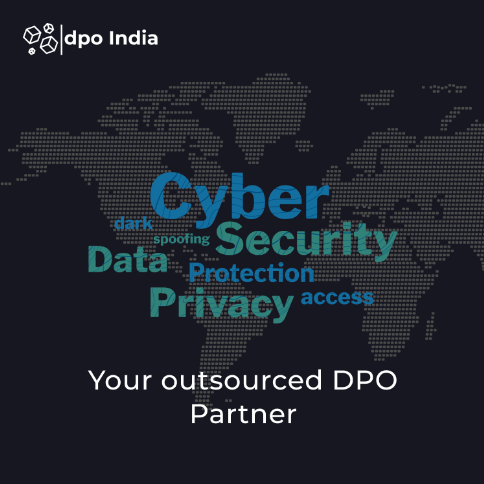 dpo India
Cyber
dark
spoofing Security
Data
Protection
Privacy access
Your outsourced DPO
Partner